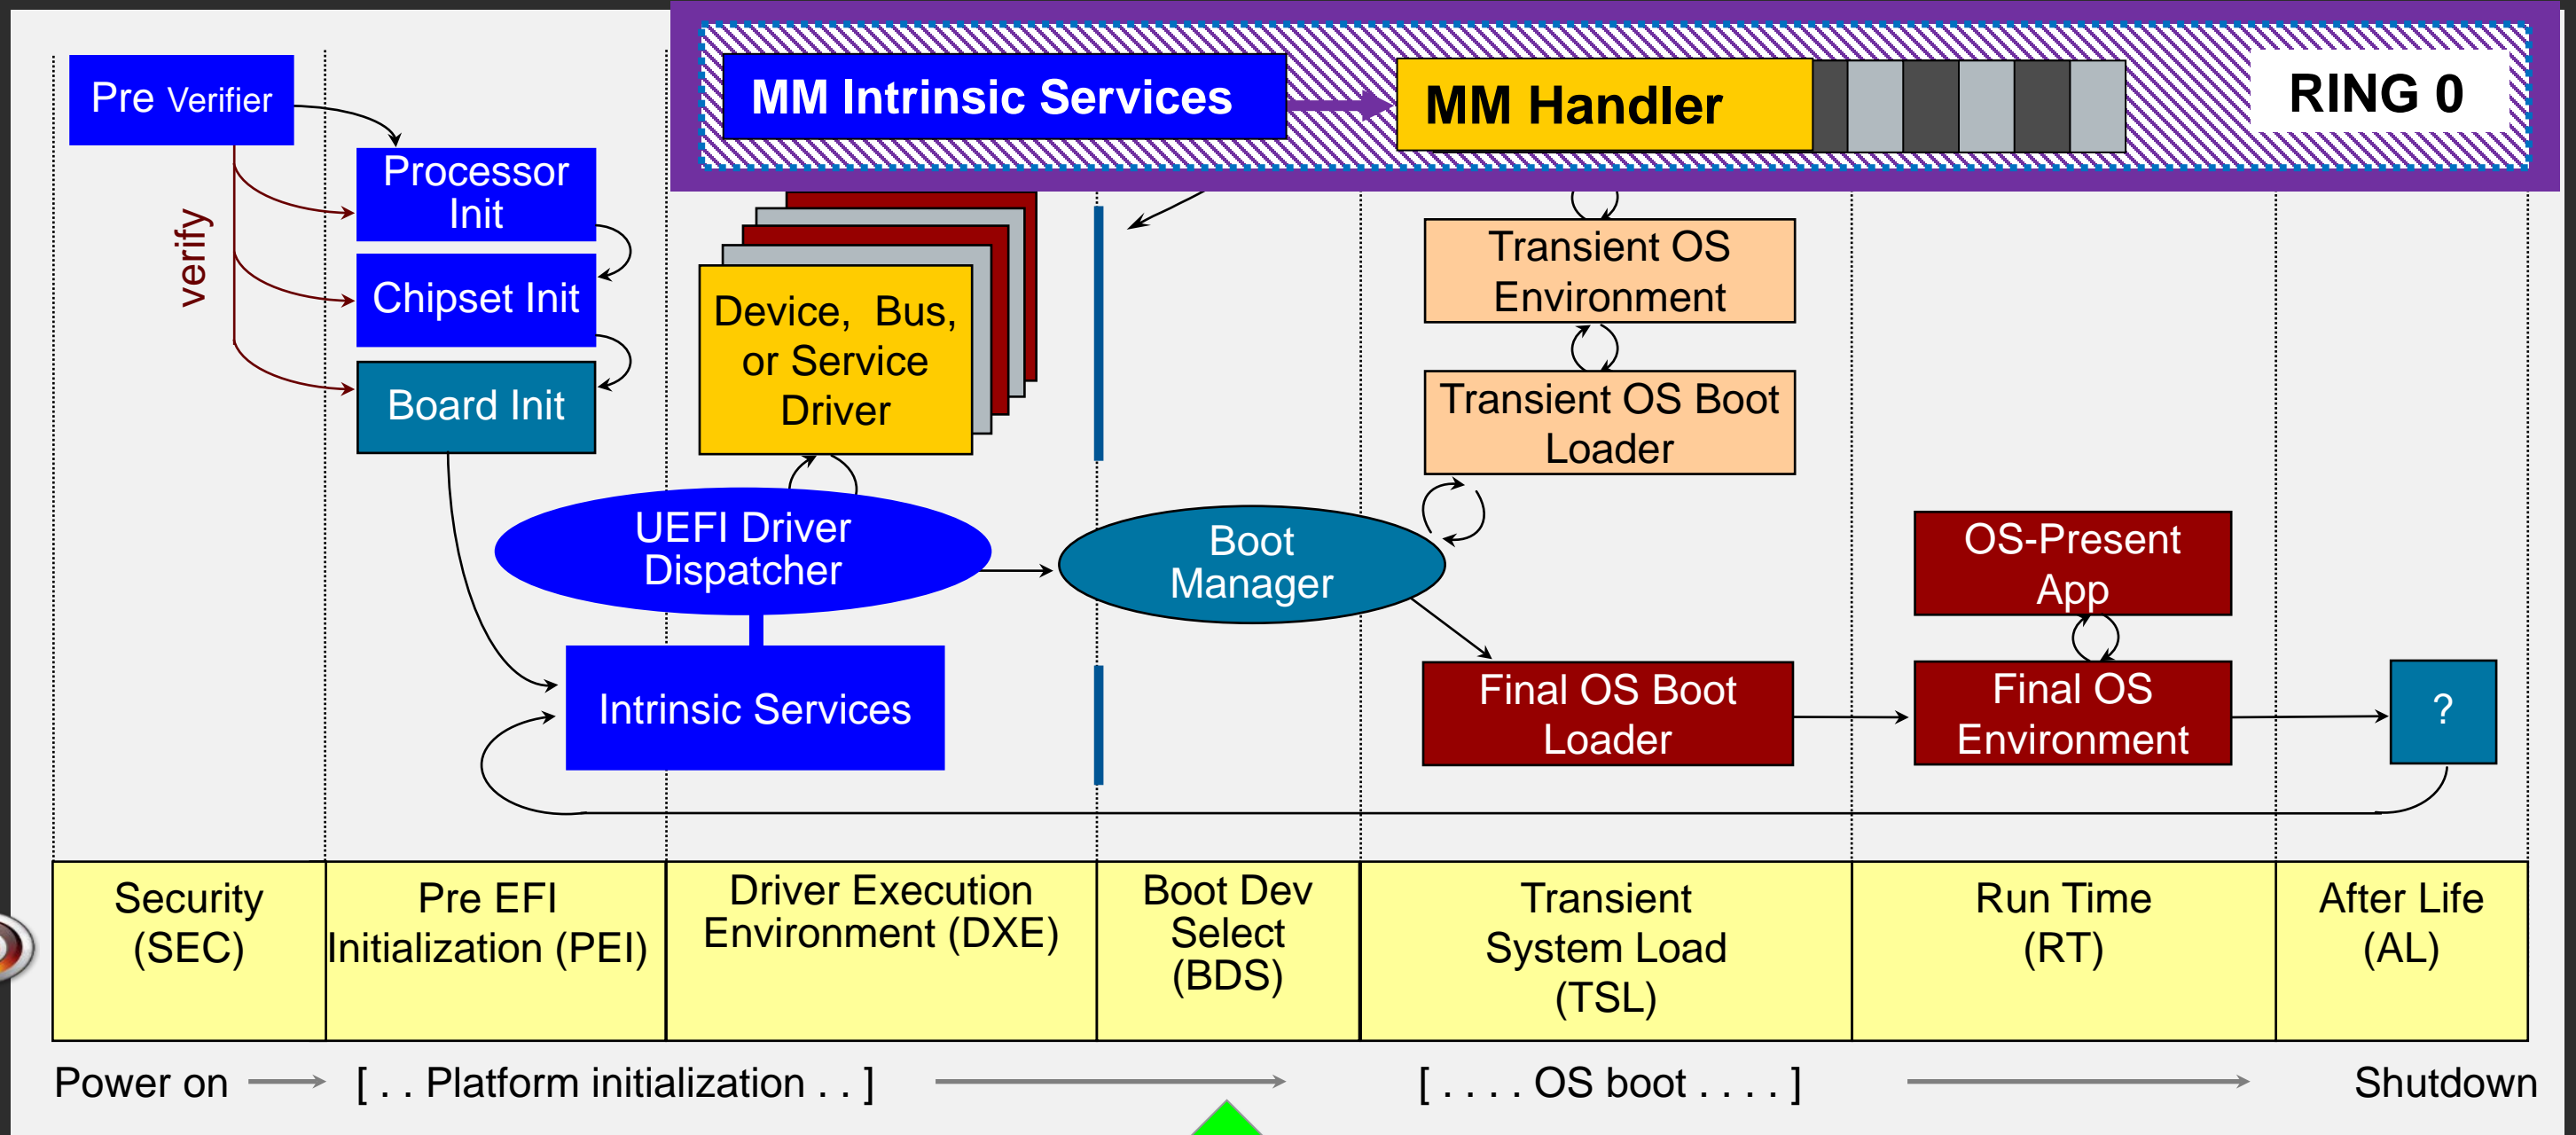 MM Intrinsic Services
MM Handler
RING 0
Pre Verifier
verify
Processor
Init
Chipset Init
Board Init
Device,  Bus,
or Service
Driver
UEFI Driver
Dispatcher
Intrinsic Services
Boot
Manager
Transient OS
Environment
Transient OS Boot
Loader
Final OS Boot
Loader
OS-Present
App
Final OS
Environment
?
Security
(SEC)
Pre EFI
Initialization (PEI)
Driver Execution
Environment (DXE)
Boot Dev
Select
(BDS)
Transient
System Load
(TSL)
Run Time
(RT)
After Life
(AL)
Power on
[ . . Platform initialization . . ]
[ . . . . OS boot . . . . ]
Shutdown